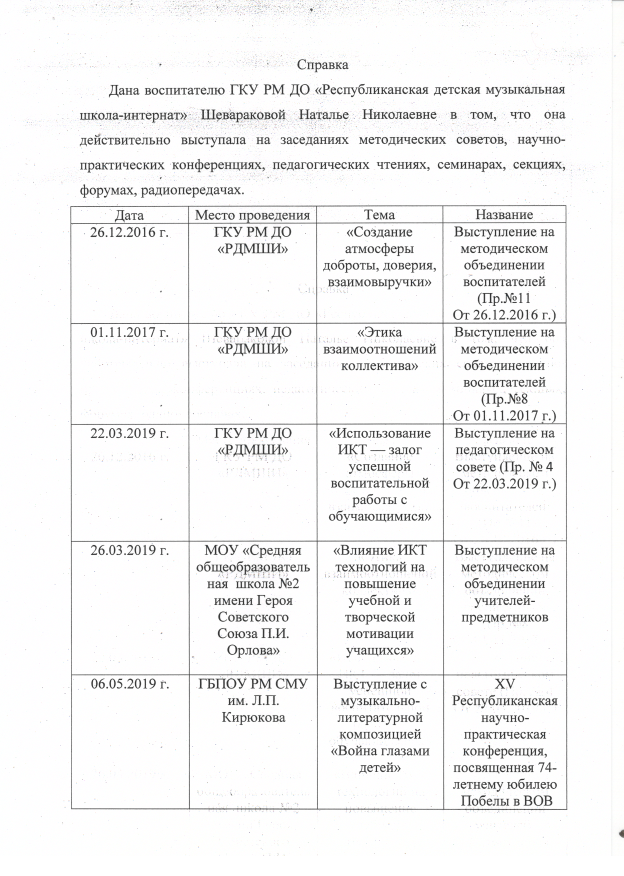 Справка
Дана воспитателю ГКУ РМ ДО «Республиканская детская музыкальная
школа-интернат» Шевараковой Наталье Николаевне в том, что она
действительно выступала на заседаниях методических советов, научно-
практических конференциях, педагогических чтениях, семинарах, секциях,
форумах, радиопередачах.
Дата
Место проведения
Тема
Название
26.12.2016 г.
ГКУ РМ ДО
«РДМШИ»
«Создание
атмосферы
доброты, доверия,
взаимовыручки»
Выступление на
методическом
объединении
воспитателей
(Пр.№11
От 26.12.2016 г.)
01.11.2017 г.
ГКУ РМ ДО
«РДМШИ»
«Этика
взаимоотношений
коллектива»
Выступление на
методическом
объединении
воспитателей
(Пр.№8
От 01.11.2017 г.)
22.03.2019 г.
ГКУ РМ ДО
«РДМШИ»
«Использование
ИКТ — залог
успешной
воспитательной
работы с
обучающимися»
Выступление на
педагогическом
совете (Пр. № 4
От 22.03.2019 г.)
26.03.2019 г.
МОУ «Средняя
общеобразователь
ная школа №2
имени Героя
Советского
Союза П.И.
Орлова»
«Влияние ИКТ
технологий на
повышение
учебной и
творческой
мотивации
учащихся»
Выступление на
методическом
объединении
учителей-
предметников
06.05.2019 г.
ГБПОУ РМ СМУ
им. Л.П.
Кирюкова
Выступление с
музыкально-
литературной
композицией
«Война глазами
детей»
XV
Республиканская
научно-
практическая
конференция,
посвященная 74-
летнему юбилею
Побелы в ВОВ